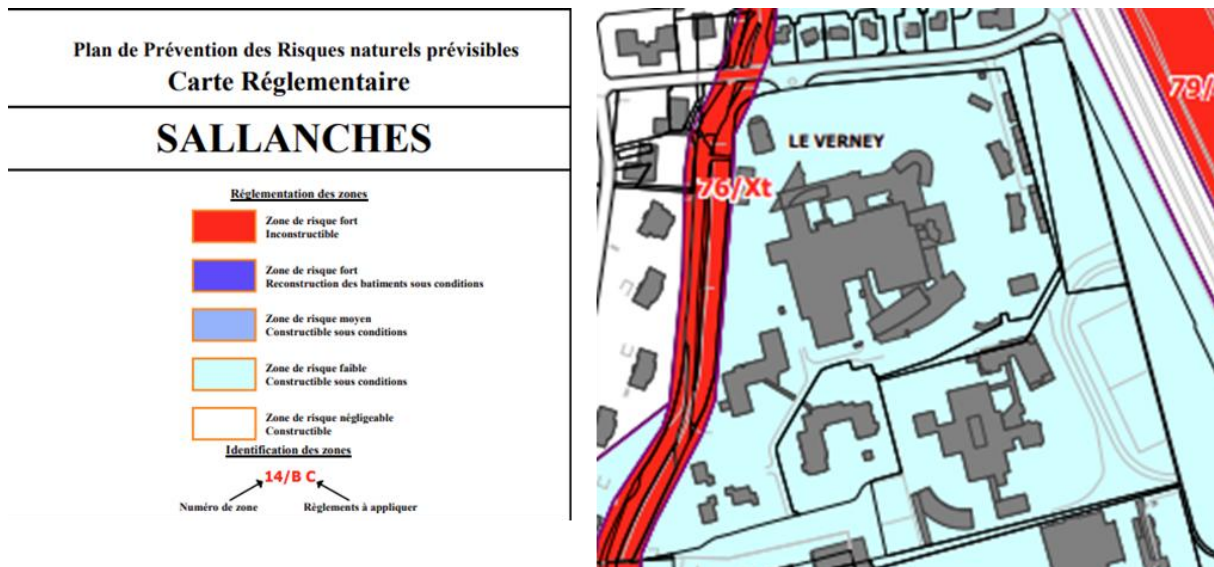 Plan de Prévention des Risques naturels prévisibles
Carte Réglementaire
SALLANCHES
Réglementation des zones
Zone de risque fort
Inconstructible
Zone de risque fort
Reconstruction des batiments sous conditions
Zone de risque moyen
Constructible sous conditions
Zone de risque faible
Constructible sous conditions
Zone de risque négligeable
Constructible
Identification des zones
14/B C
Numéro de zone
Règlements à appliquer
79/
LE VERNEY
76/Xt